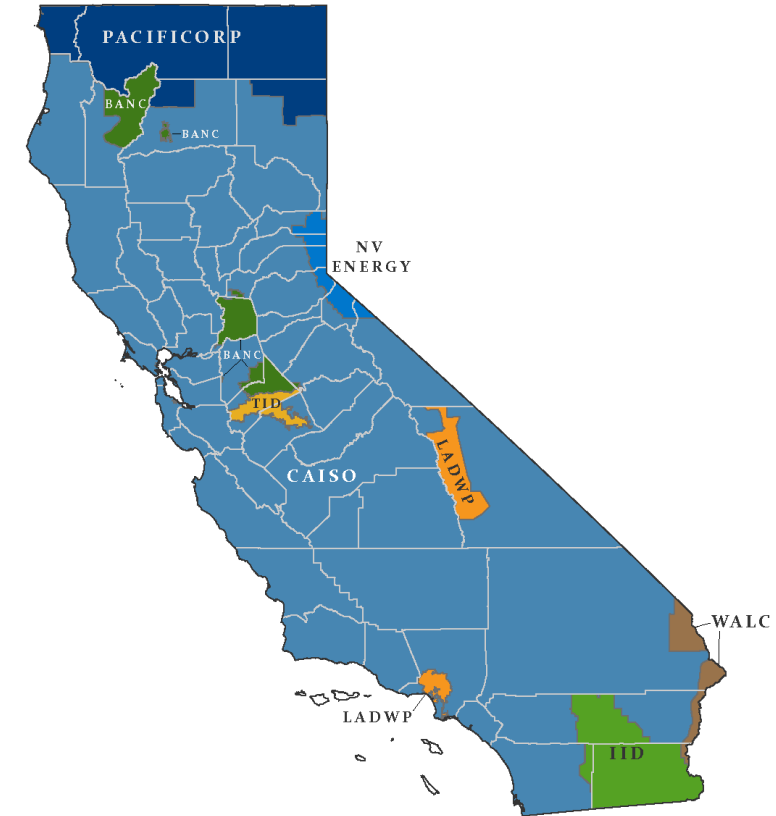 PACIFICORP
BANC
BANC
NV
ENERGY
BANC
TID
LADWP
CAISO
WALC
LADWP
IID